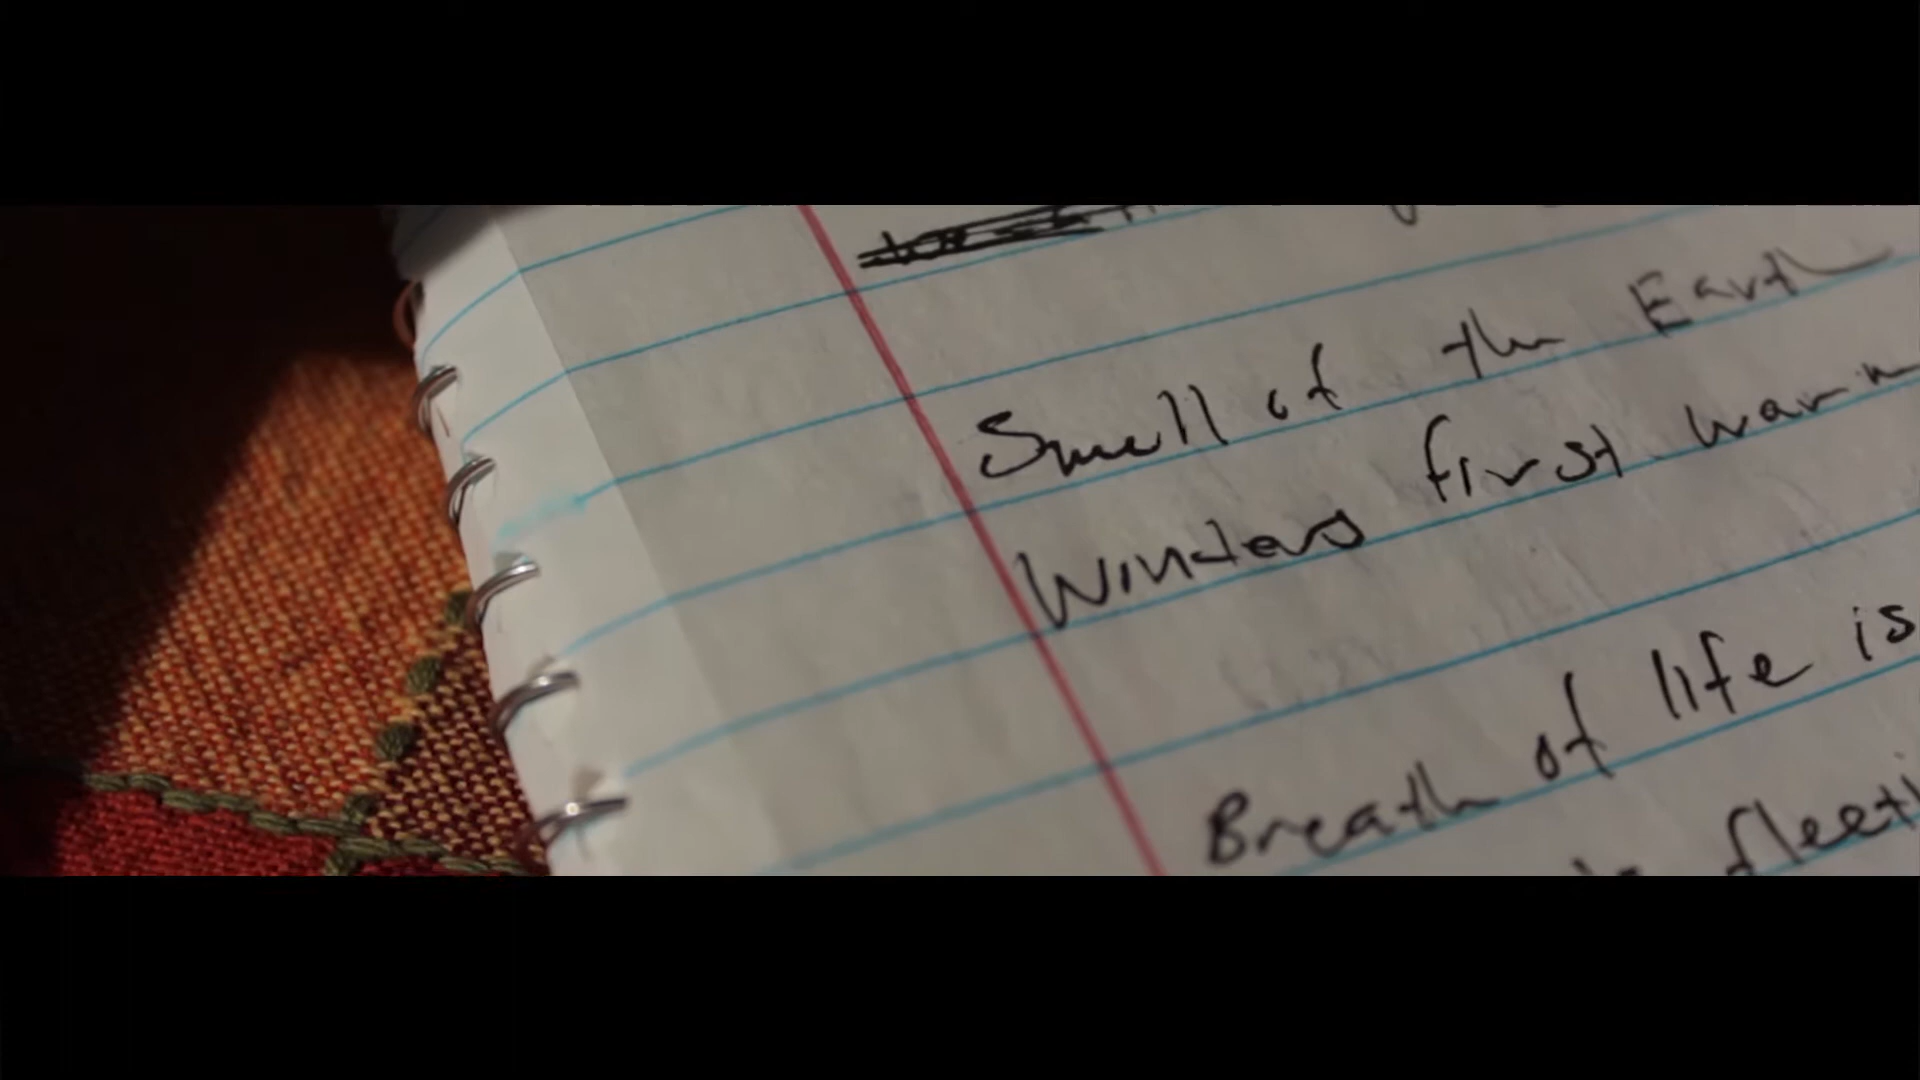 Smell of the Earth
Winters first warm
Breath of life is